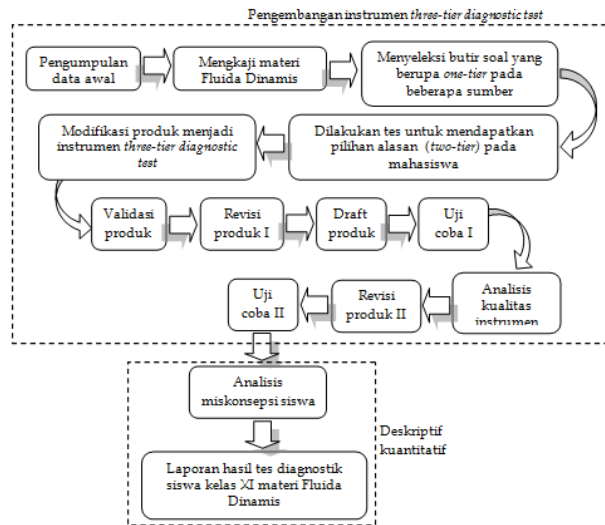 Pengembangan instrumen three-tier diagnostic test
Pengumpulan
data awal
Mengkaji materi
Fluida Dinamis
Menyeleksi butir soal yang
berupa one-tier pada
beberapa sumber
Modifikasi produk menjadi
instrumen three-tier diagnostic
test
Dilakukan tes untuk mendapatkan
pilihan alasan (two-tier) pada
mahasiswa
Validasi
produk
Revisi
produk I
Draft
produk
Uji
coba I
Uji
coba II
Revisi
produk II
Analisis
kualitas
instrumen
Analisis
miskonsepsi siswa
Deskriptif
kuantitatif
Laporan hasil tes diagnostik
siswa kelas XI materi Fluida
Dinamis